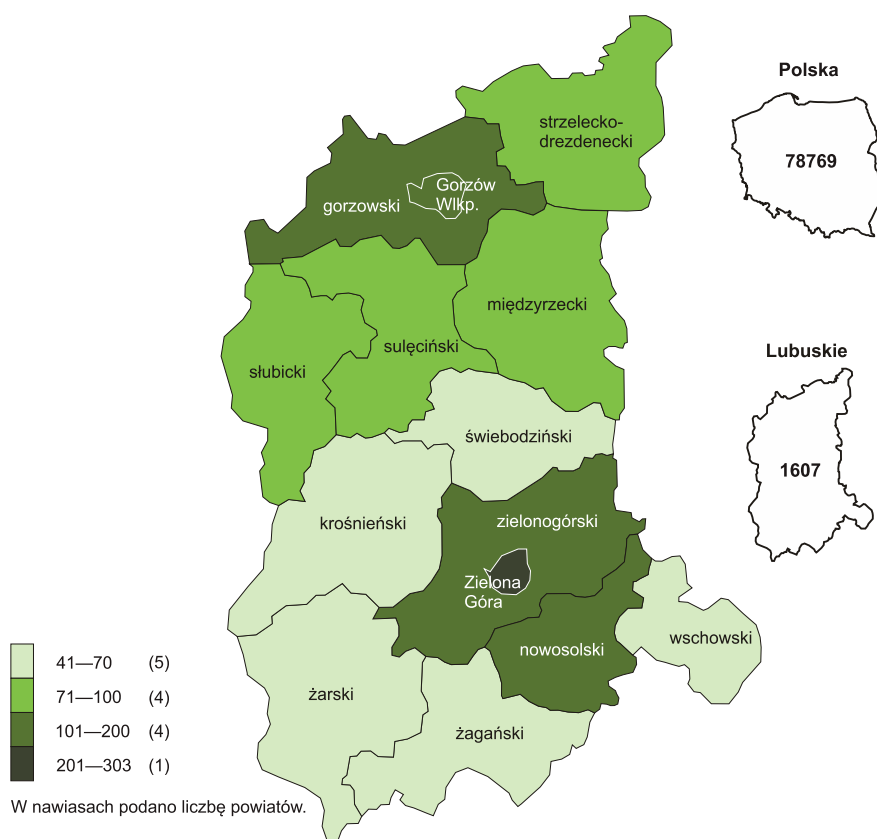 Polska
78769
strzelecko-
drezdenecki
Gorzów
Wlkp.
gorzowski
międzyrzecki
sulęciński
słubicki
Lubuskie
1607
świebodziński
krośnieński
zielonogórski
Zielona
Góra
nowosolski
wschowski
żarski
żagański
41—70 (5)
71—100 (4)
101—200 (4)
201—303 (1)
W nawiasach podano liczbę powiatów.